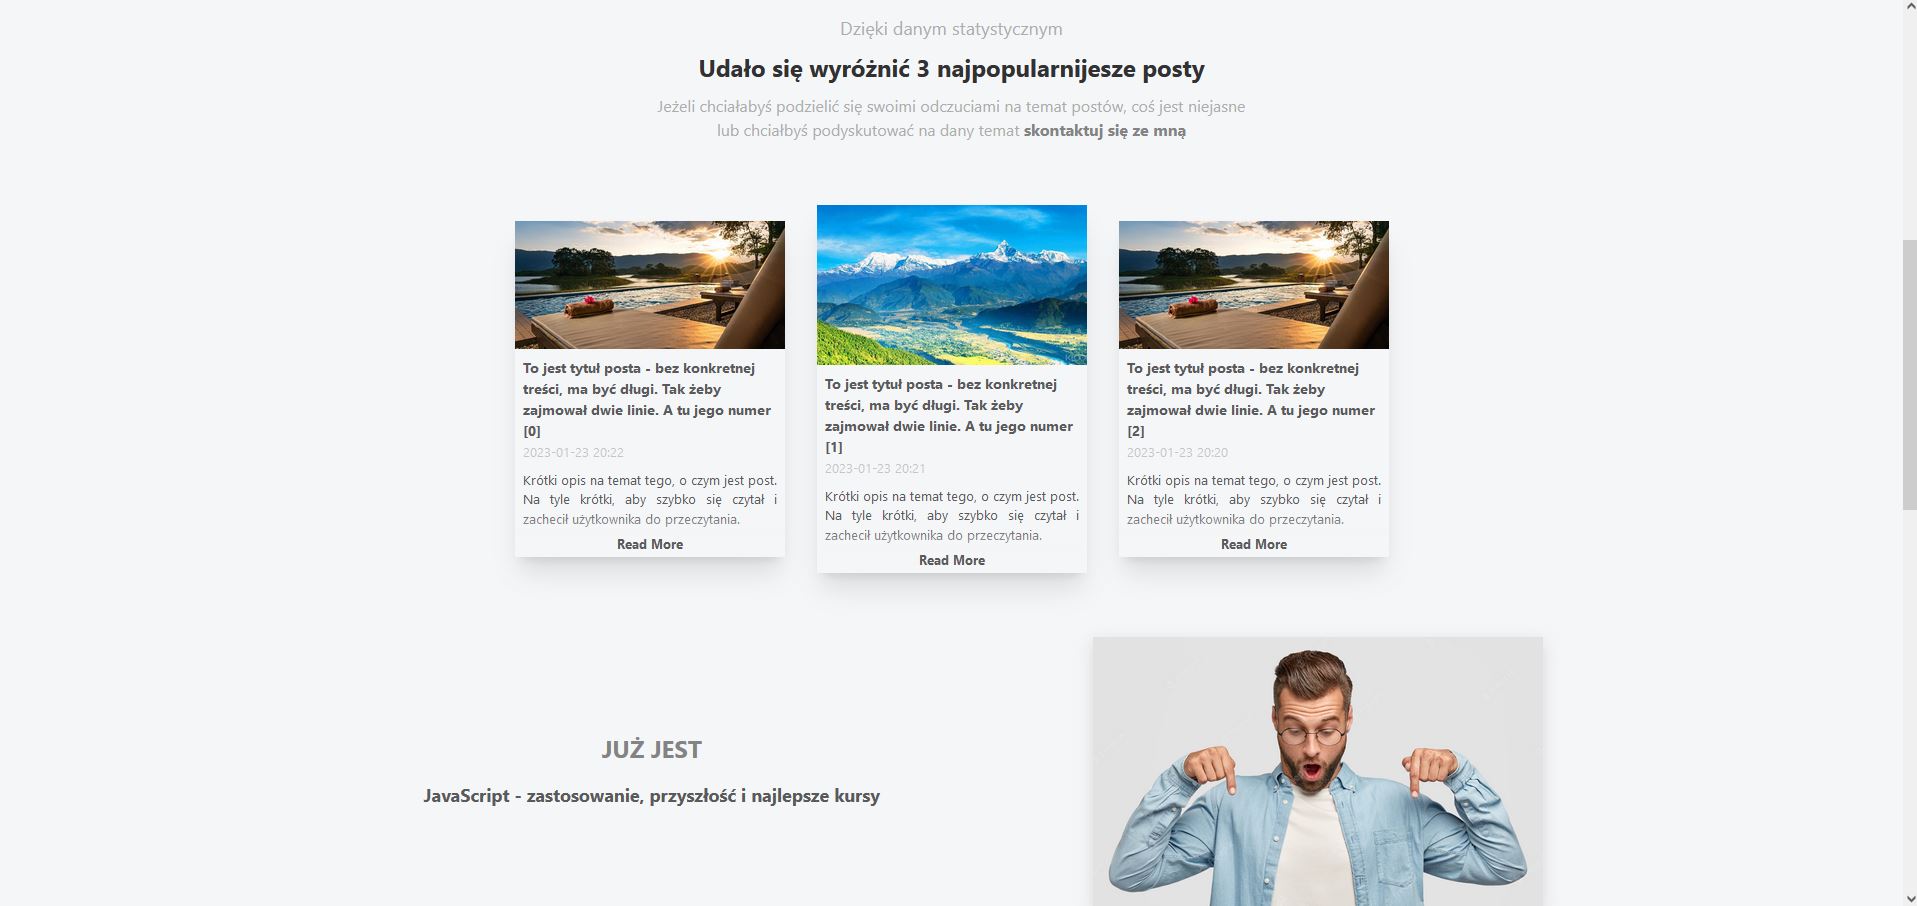 Dzięki danym statystycznym
Udało się wyróżnić 3 najpopularnijesze posty
Jeżeli chciałabyś podzielić się swoimi odczuciami na temat postów, coś jest niejasne
lub chciałbyś podyskutować na dany temat skontaktuj się ze mną
To jest tytuł posta - bez konkretnej
treści, ma być długi. Tak żeby
zajmował dwie linie. A tu jego numer
[0]
2023-01-23 20:22
Krótki opis na temat tego, o czym jest post.
Na tyle krótki, aby szybko się czytał i
zachecił użytkownika do przeczytania.
Read More
To jest tytuł posta - bez konkretnej
treści, ma być długi. Tak żeby
zajmował dwie linie. A tu jego numer
[1]
2023-01-23 20:21
Krótki opis na temat tego, o czym jest post.
Na tyle krótki, aby szybko się czytał i
zachecił użytkownika do przeczytania.
Read More
To jest tytuł posta - bez konkretnej
treści, ma być długi. Tak żeby
zajmował dwie linie. A tu jego numer
[2]
2023-01-23 20:20
Krótki opis na temat tego, o czym jest post.
Na tyle krótki, aby szybko się czytał i
zachecił użytkownika do przeczytania.
Read More
JUŻ JEST
JavaScript - zastosowanie, przyszłość i najlepsze kursy